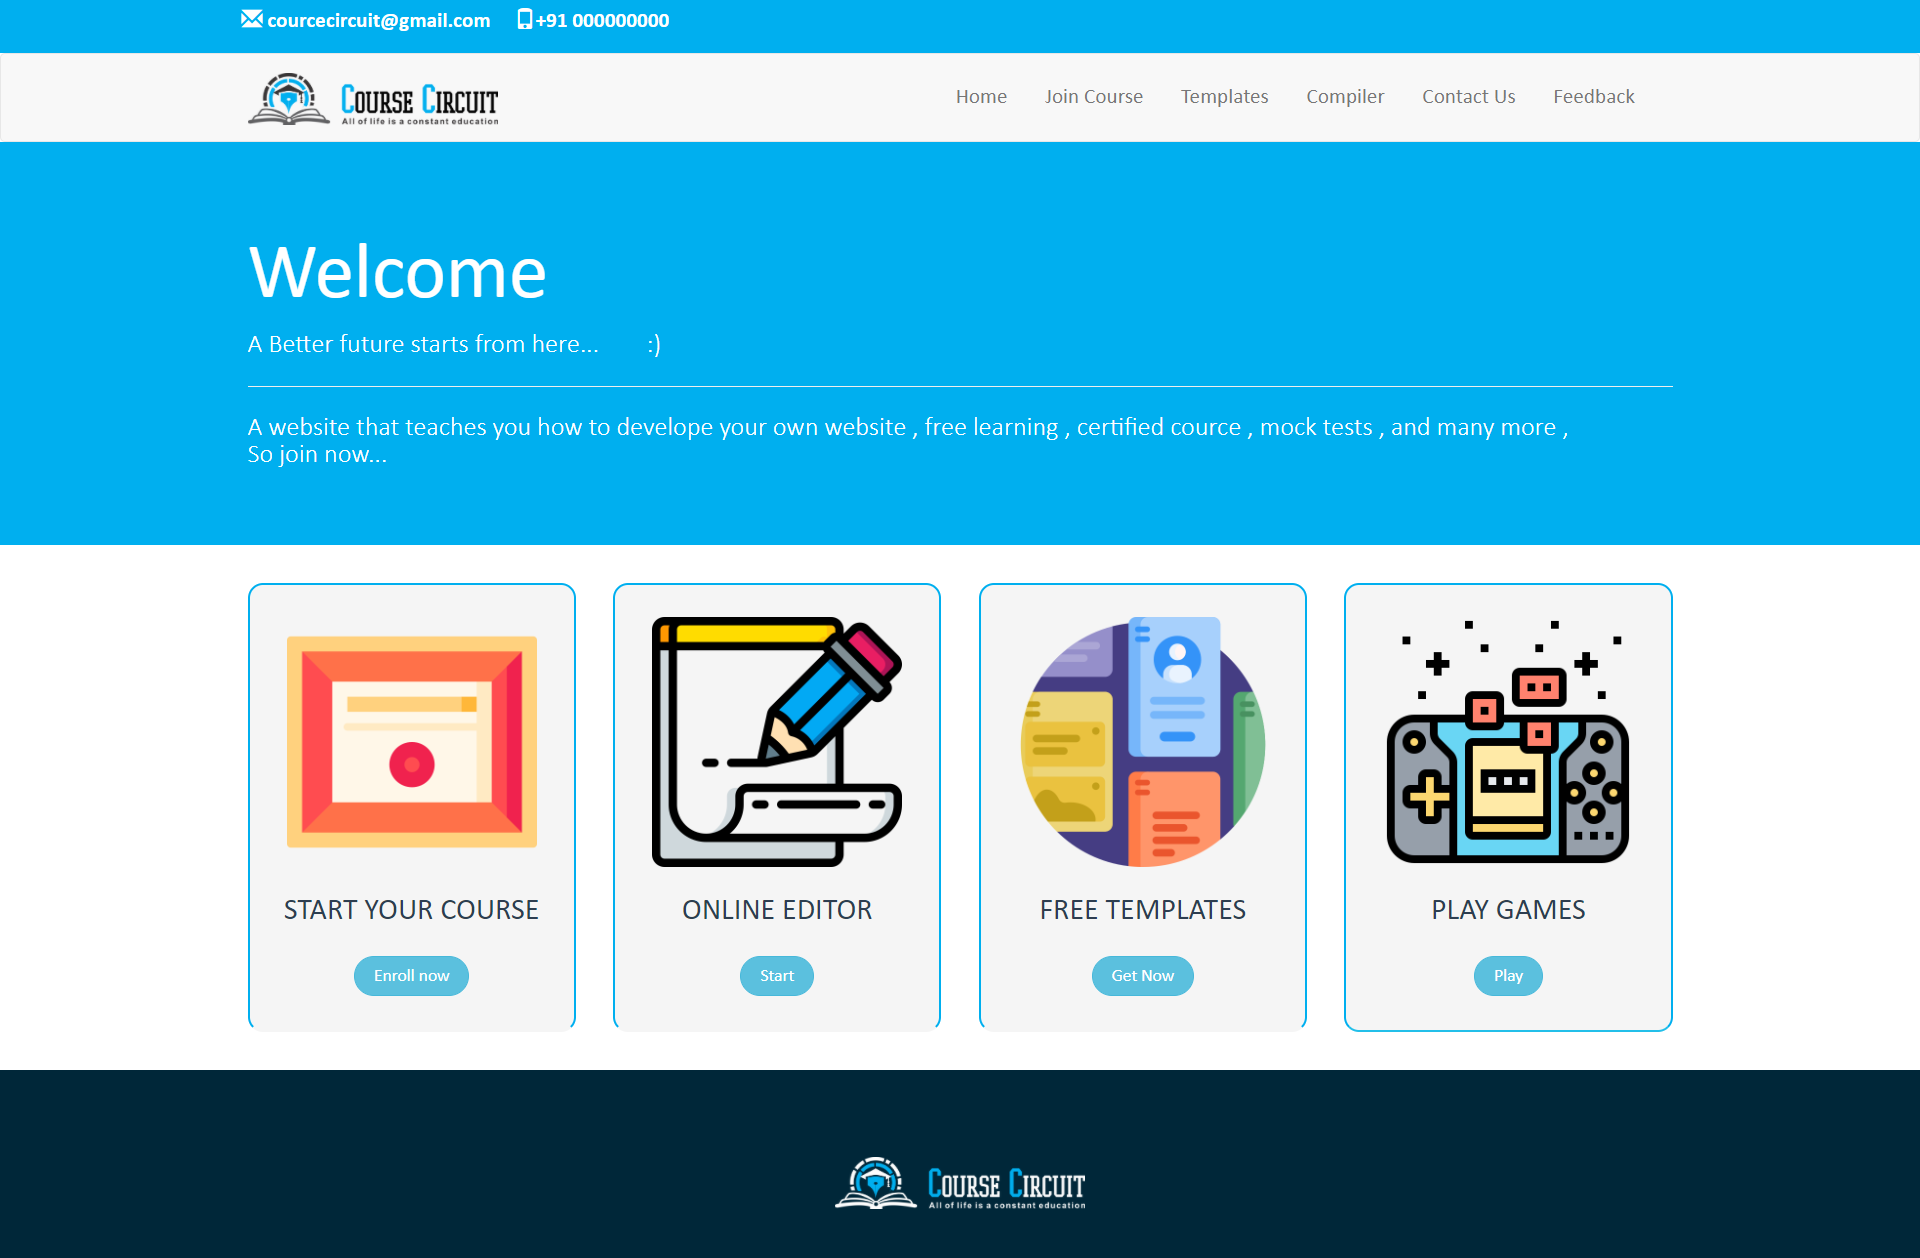 courcecircuit@gmail.com +91 000000000
COURSE CIRCUIT
All of life is a constant education
Home Join Course Templates Compiler Contact Us Feedback
Welcome
A Better future starts from here... :)
A website that teaches you how to develope your own website , free learning , certified cource , mock tests , and many more ,
So join now...
START YOUR COURSE
Enroll now
ONLINE EDITOR
Start
FREE TEMPLATES
Get Now
PLAY GAMES
Play
COURSE CIRCUIT
All of life is a constant education